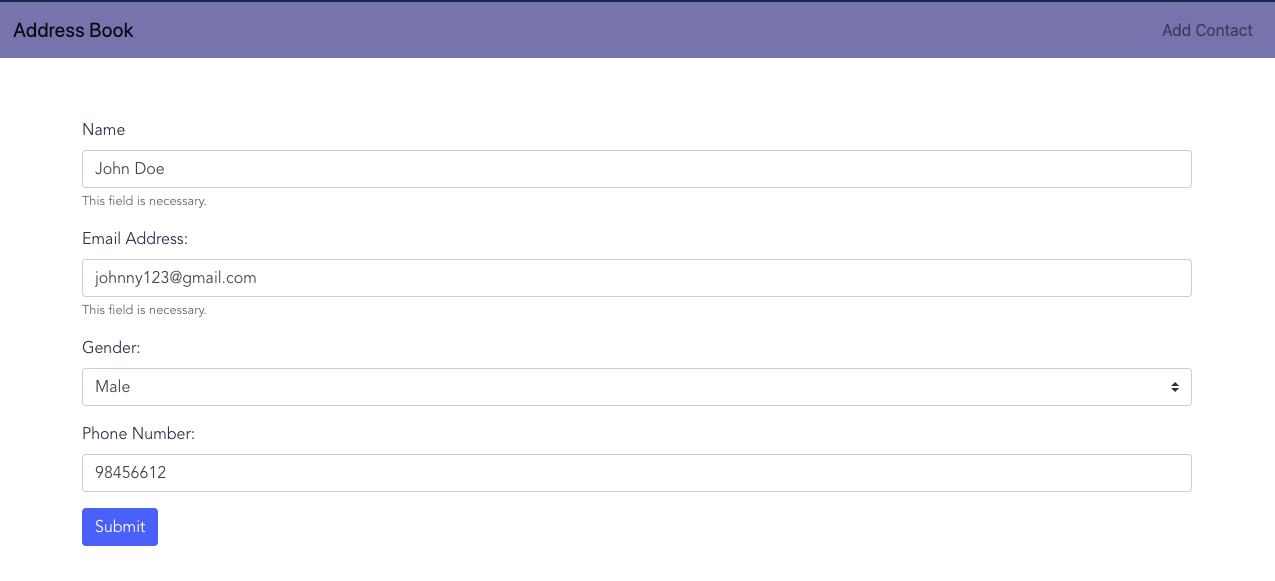 Address Book
Add Contact
Name
John Doe
This field is necessary.
Email Address:
johnny123@gmail.com
This field is necessary.
Gender:
Male
Phone Number:
98456612
Submit